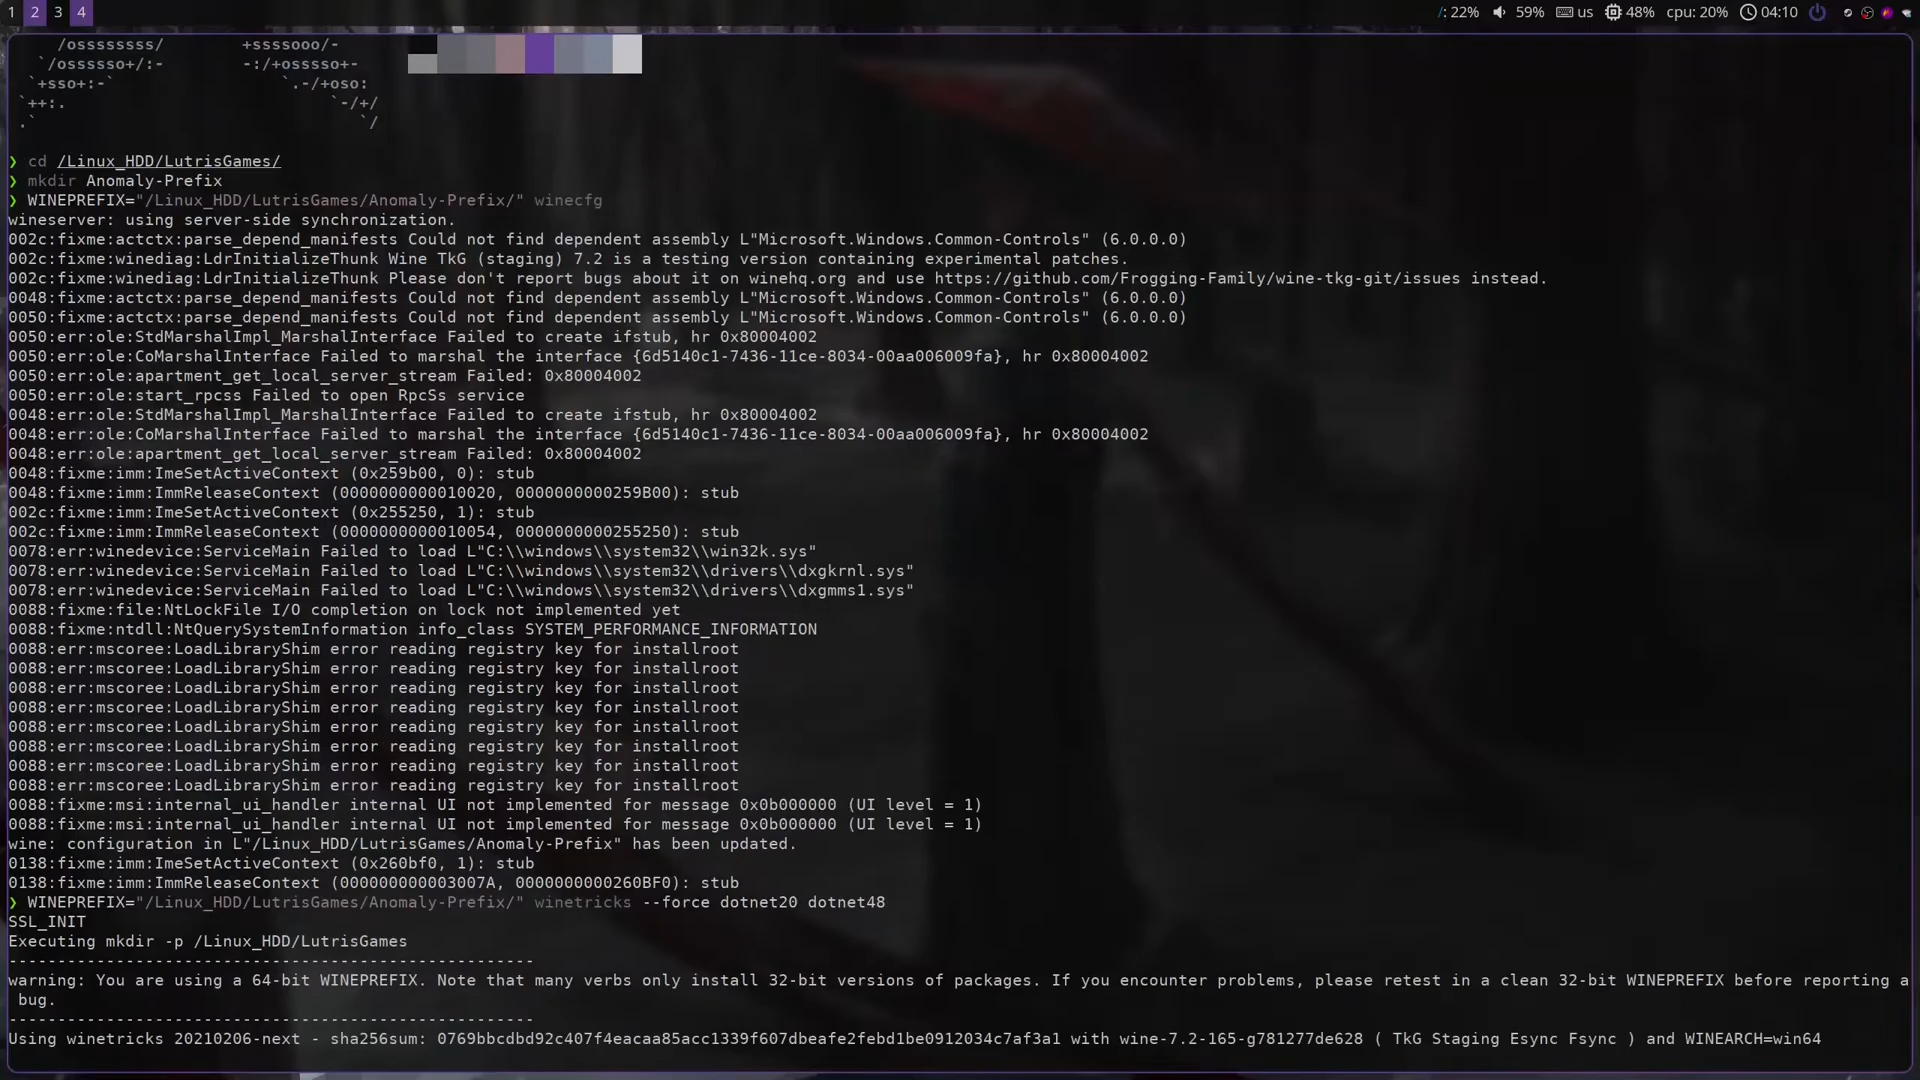 1 2 3 4 /: 22% 59% us 48% cpu: 20% 04:10
/ossssssss/ +ssssooo/-
`/ossssso+/:- -:/+osssso+-
`+sso+:-` `.-/+oso:
`++:. `-/+/
.` `/
❯ cd /Linux_HDD/LutrisGames/
❯ mkdir Anomaly-Prefix
❯ WINEPREFIX="/Linux_HDD/LutrisGames/Anomaly-Prefix/" winecfg
wineserver: using server-side synchronization.
002c:fixme:actctx:parse_depend_manifests Could not find dependent assembly L"Microsoft.Windows.Common-Controls" (6.0.0.0)
002c:fixme:winediag:LdrInitializeThunk Wine TkG (staging) 7.2 is a testing version containing experimental patches.
002c:fixme:winediag:LdrInitializeThunk Please don't report bugs about it on winehq.org and use https://github.com/Frogging-Family/wine-tkg-git/issues instead.
0048:fixme:actctx:parse_depend_manifests Could not find dependent assembly L"Microsoft.Windows.Common-Controls" (6.0.0.0)
0050:fixme:actctx:parse_depend_manifests Could not find dependent assembly L"Microsoft.Windows.Common-Controls" (6.0.0.0)
0050:err:ole:StdMarshalImpl_MarshalInterface Failed to create ifstub, hr 0x80004002
0050:err:ole:CoMarshalInterface Failed to marshal the interface {6d5140c1-7436-11ce-8034-00aa006009fa}, hr 0x80004002
0050:err:ole:apartment_get_local_server_stream Failed: 0x80004002
0050:err:ole:start_rpcss Failed to open RpcSs service
0048:err:ole:StdMarshalImpl_MarshalInterface Failed to create ifstub, hr 0x80004002
0048:err:ole:CoMarshalInterface Failed to marshal the interface {6d5140c1-7436-11ce-8034-00aa006009fa}, hr 0x80004002
0048:err:ole:apartment_get_local_server_stream Failed: 0x80004002
0048:fixme:imm:ImeSetActiveContext (0x259b00, 0): stub
0048:fixme:imm:ImmReleaseContext (0000000000010020, 0000000000259B00): stub
002c:fixme:imm:ImeSetActiveContext (0x255250, 1): stub
002c:fixme:imm:ImmReleaseContext (0000000000010054, 0000000000255250): stub
0078:err:winedevice:ServiceMain Failed to load L"C:\\windows\\system32\\win32k.sys"
0078:err:winedevice:ServiceMain Failed to load L"C:\\windows\\system32\\drivers\\dxgkrnl.sys"
0078:err:winedevice:ServiceMain Failed to load L"C:\\windows\\system32\\drivers\\dxgmms1.sys"
0088:fixme:file:NtLockFile I/O completion on lock not implemented yet
0088:fixme:ntdll:NtQuerySystemInformation info_class SYSTEM_PERFORMANCE_INFORMATION
0088:err:mscoree:LoadLibraryShim error reading registry key for installroot
0088:err:mscoree:LoadLibraryShim error reading registry key for installroot
0088:err:mscoree:LoadLibraryShim error reading registry key for installroot
0088:err:mscoree:LoadLibraryShim error reading registry key for installroot
0088:err:mscoree:LoadLibraryShim error reading registry key for installroot
0088:err:mscoree:LoadLibraryShim error reading registry key for installroot
0088:err:mscoree:LoadLibraryShim error reading registry key for installroot
0088:err:mscoree:LoadLibraryShim error reading registry key for installroot
0088:fixme:msi:internal_ui_handler internal UI not implemented for message 0x0b000000 (UI level = 1)
0088:fixme:msi:internal_ui_handler internal UI not implemented for message 0x0b000000 (UI level = 1)
wine: configuration in L"/Linux_HDD/LutrisGames/Anomaly-Prefix" has been updated.
0138:fixme:imm:ImeSetActiveContext (0x260bf0, 1): stub
0138:fixme:imm:ImmReleaseContext (000000000003007A, 0000000000260BF0): stub
❯ WINEPREFIX="/Linux_HDD/LutrisGames/Anomaly-Prefix/" winetricks --force dotnet20 dotnet48
SSL_INIT
Executing mkdir -p /Linux_HDD/LutrisGames
------------------------------------------------------
warning: You are using a 64-bit WINEPREFIX. Note that many verbs only install 32-bit versions of packages. If you encounter problems, please retest in a clean 32-bit WINEPREFIX before reporting a
bug.
------------------------------------------------------
Using winetricks 20210206-next - sha256sum: 0769bbcdbd92c407f4eacaa85acc1339f607dbeafe2febd1be0912034c7af3a1 with wine-7.2-165-g781277de628 ( TkG Staging Esync Fsync ) and WINEARCH=win64